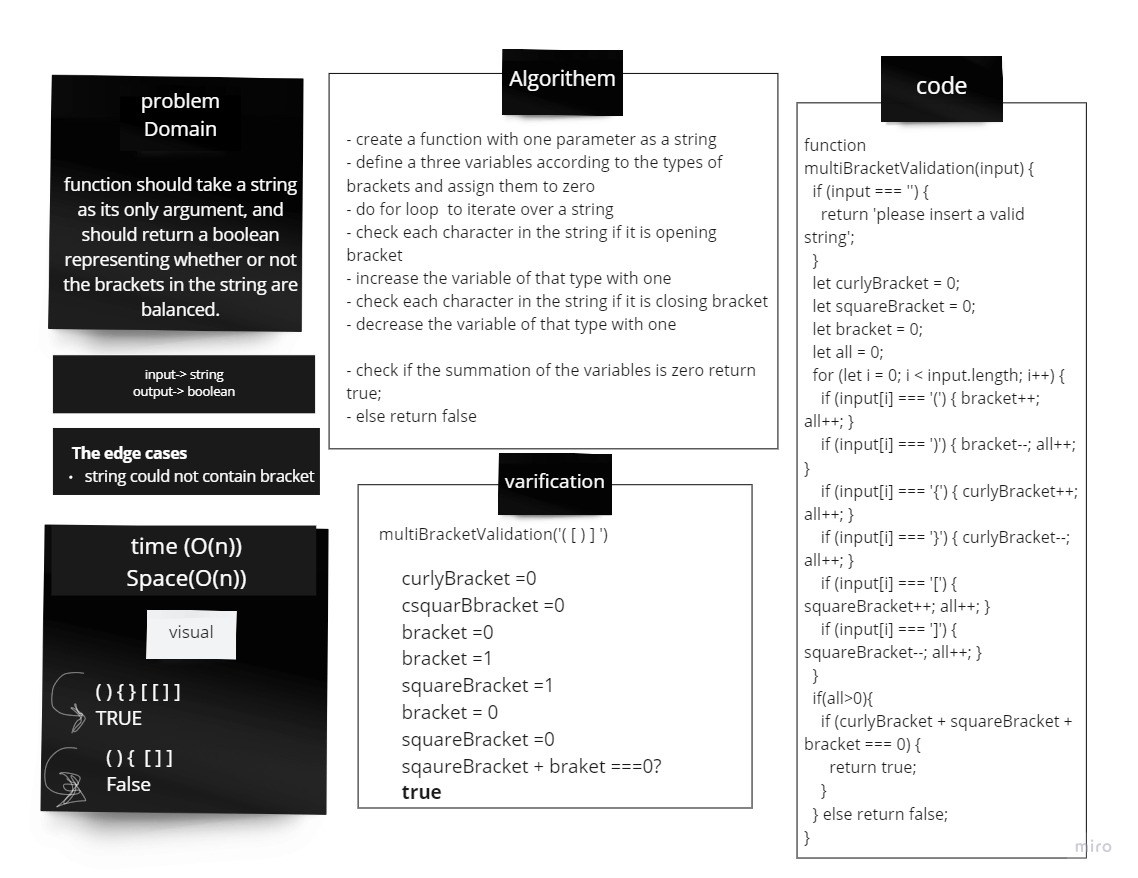 problem
Domain
function should take a string
as its only argument, and
should return a boolean
representing whether or not
the brackets in the string are
balanced.
input-> string
output-> boolean
The edge cases
• string could not contain bracket
time (O(n))
Space(O(n))
visual
( ) { } [ [ ] ]
TRUE
( ) { [ ] ]
False
Algorithem
- create a function with one parameter as a string
- define a three variables according to the types of
brackets and assign them to zero
- do for loop to iterate over a string
- check each character in the string if it is opening
bracket
- increase the variable of that type with one
- check each character in the string if it is closing bracket
- decrease the variable of that type with one
- check if the summation of the variables is zero return
true;
- else return false
varification
multiBracketValidation('( [ ) ] ')
curlyBracket =0
csquarBbracket =0
bracket =0
bracket =1
squareBracket =1
bracket = 0
squareBracket =0
sqaureBracket + braket ===0?
true
code
function
multiBracketValidation(input) {
if (input === '') {
return 'please insert a valid
string';
}
let curlyBracket = 0;
let squareBracket = 0;
let bracket = 0;
let all = 0;
for (let i = 0; i < input.length; i++) {
if (input[i] === '(') { bracket++;
all++; }
if (input[i] === ')') { bracket--; all++;
}
if (input[i] === '{') { curlyBracket++;
all++; }
if (input[i] === '}') { curlyBracket--;
all++; }
if (input[i] === '[') {
squareBracket++; all++; }
if (input[i] === ']') {
squareBracket--; all++; }
}
if(all>0){
if (curlyBracket + squareBracket +
bracket === 0) {
return true;
}
} else return false;
}
miro